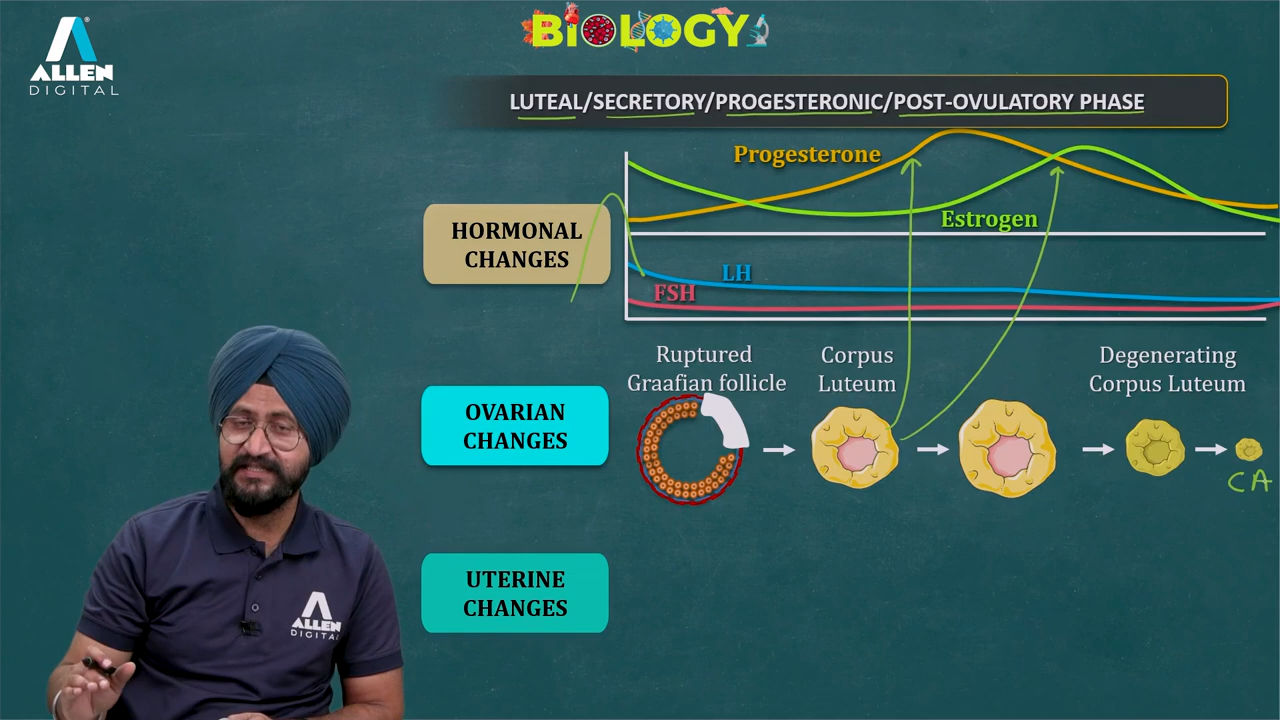 ALLEN
DIGITAL
BIOLOGY
LUTEAL/SECRETORY/PROGESTERONIC/POST-OVULATORY PHASE
Progesterone
Estrogen
HORMONAL
CHANGES
LH
FSH
Ruptured
Graafian follicle
Corpus
Luteum
Degenerating
Corpus Luteum
OVARIAN
CHANGES
CA
UTERINE
CHANGES
ALLEN
DIGITAL